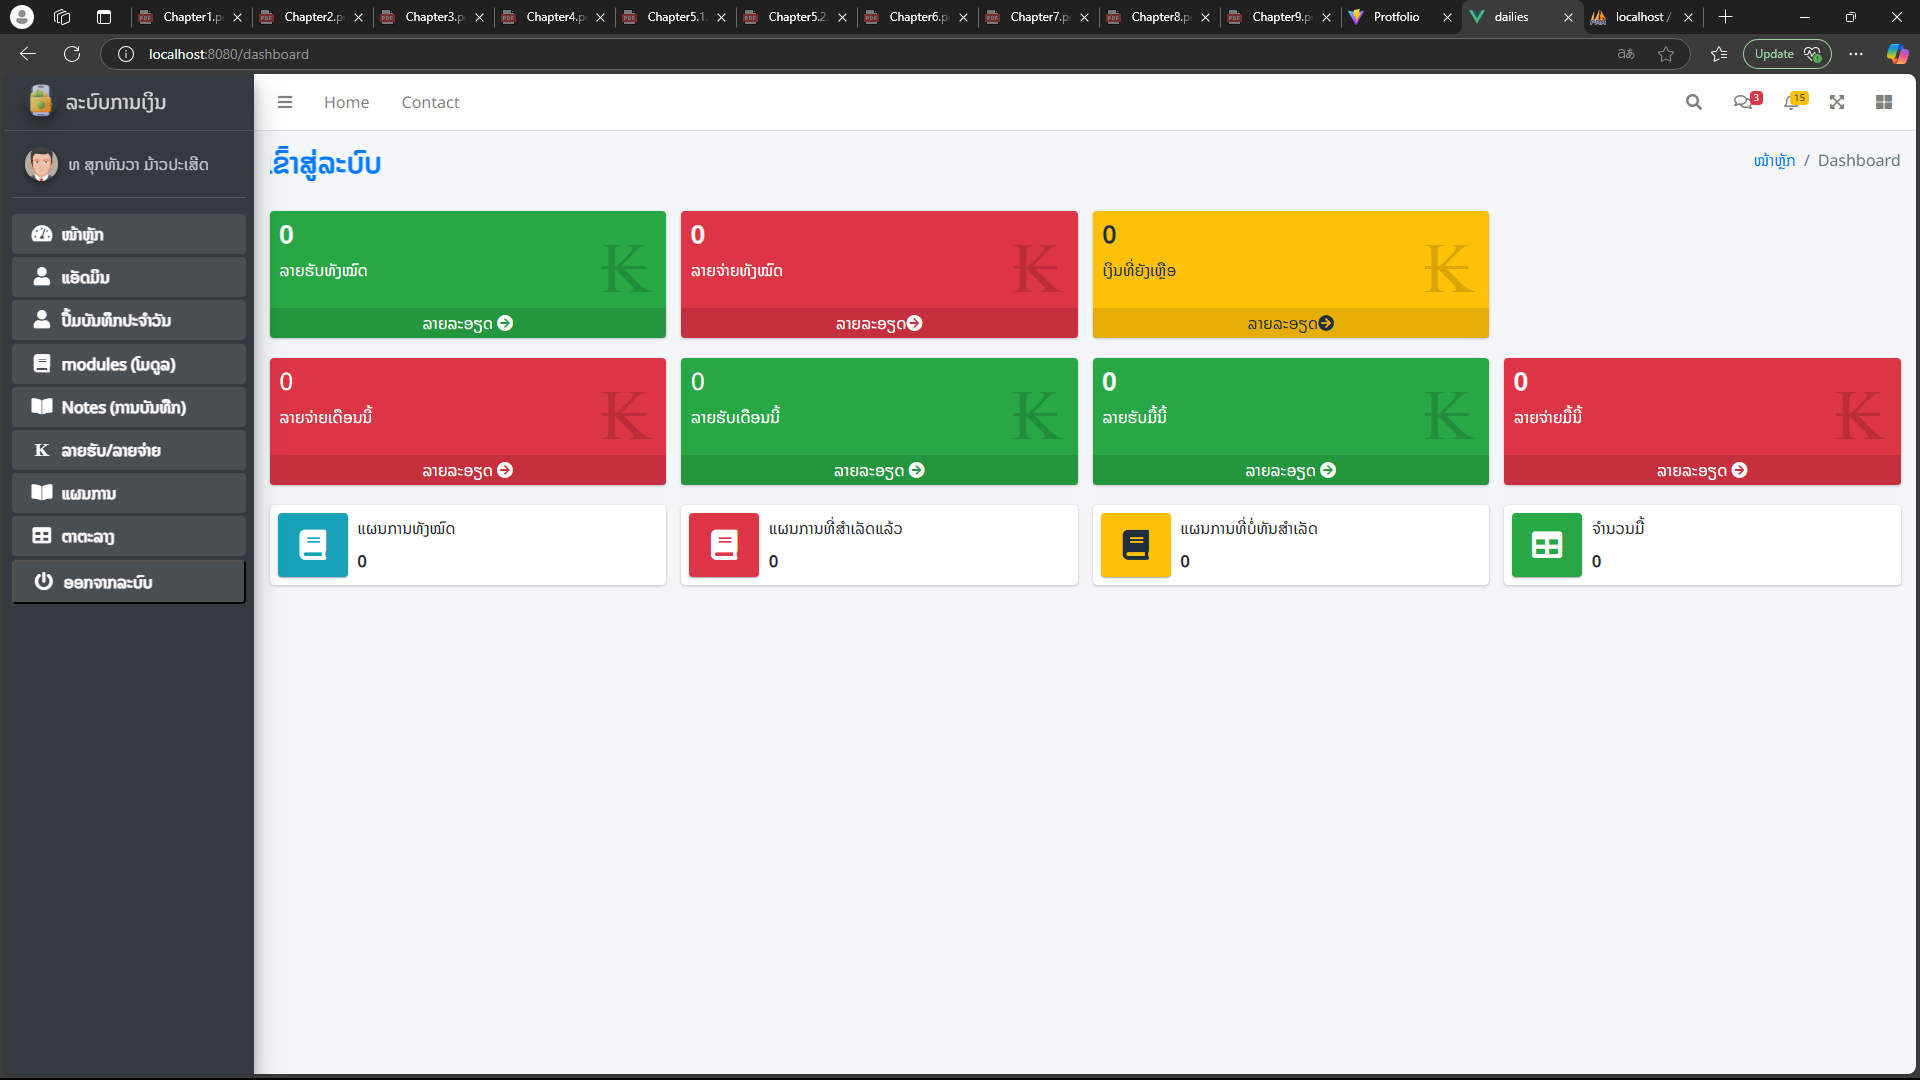 Chapter1.p
Chapter2.p
Chapter3.p
Chapter4.p
Chapter5.1.
Chapter5.2.
Chapter6.p
Chapter7.p
Chapter8.p
Chapter9.p
Protfolio
dailies
localhost /
localhost:8080/dashboard
Update
ລະບົບການເງິນ
Home
Contact
3
15
ທ ສຸກທັນວາ ມ້າວປະເສີດ
ເຂົ້າສູ່ລະບົບ
ໜ້າຫຼັກ / Dashboard
ໜ້າຫຼັກ
ແອັດມິນ
ປຶ້ມບັນທຶກປະຈຳວັນ
modules (ໂມດູລ)
Notes (ການບັນທຶກ)
ລາຍຮັບ/ລາຍຈ່າຍ
ແຜນການ
ຕາຕະລາງ
ອອກຈາກລະບົບ
0
ລາຍຮັບທັງໝົດ
ລາຍລະອຽດ
0
ລາຍຈ່າຍທັງໝົດ
ລາຍລະອຽດ
0
ເງິນທີ່ຍັງເຫຼືອ
ລາຍລະອຽດ
0
ລາຍຈ່າຍເດືອນນີ້
ລາຍລະອຽດ
0
ລາຍຮັບເດືອນນີ້
ລາຍລະອຽດ
0
ລາຍຮັບມື້ນີ້
ລາຍລະອຽດ
0
ລາຍຈ່າຍມື້ນີ້
ລາຍລະອຽດ
ແຜນການທັງໝົດ
0
ແຜນການທີ່ສຳເລັດແລ້ວ
0
ແຜນການທີ່ບໍ່ທັນສຳເລັດ
0
ຈຳນວນມື້
0